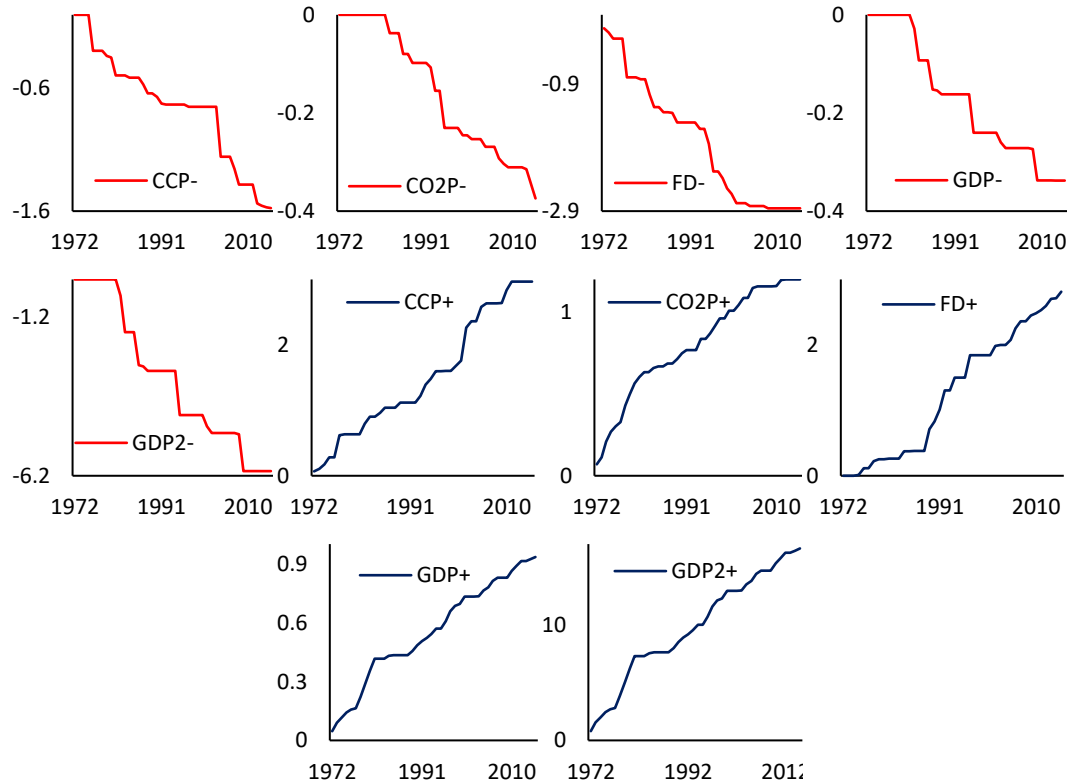 0 0
-0.6 -0.9
-0.2 -0.2
CCP- CO2P- FD- GDP-
-1.6 -0.4 -2.9 -0.4
1972 1991 2010 1972 1991 2010 1972 1991 2010 1972 1991 2010
CCP+ CO2P+ FD+
-1.2 1
2 2
GDP2-
-6.2 0 0 0
1972 1991 2010 1972 1991 2010 1972 1991 2010 1972 1991 2010
0.9 GDP+ GDP2+
0.6 10
0.3
0 0
1972 1991 2010 1972 1992 2012